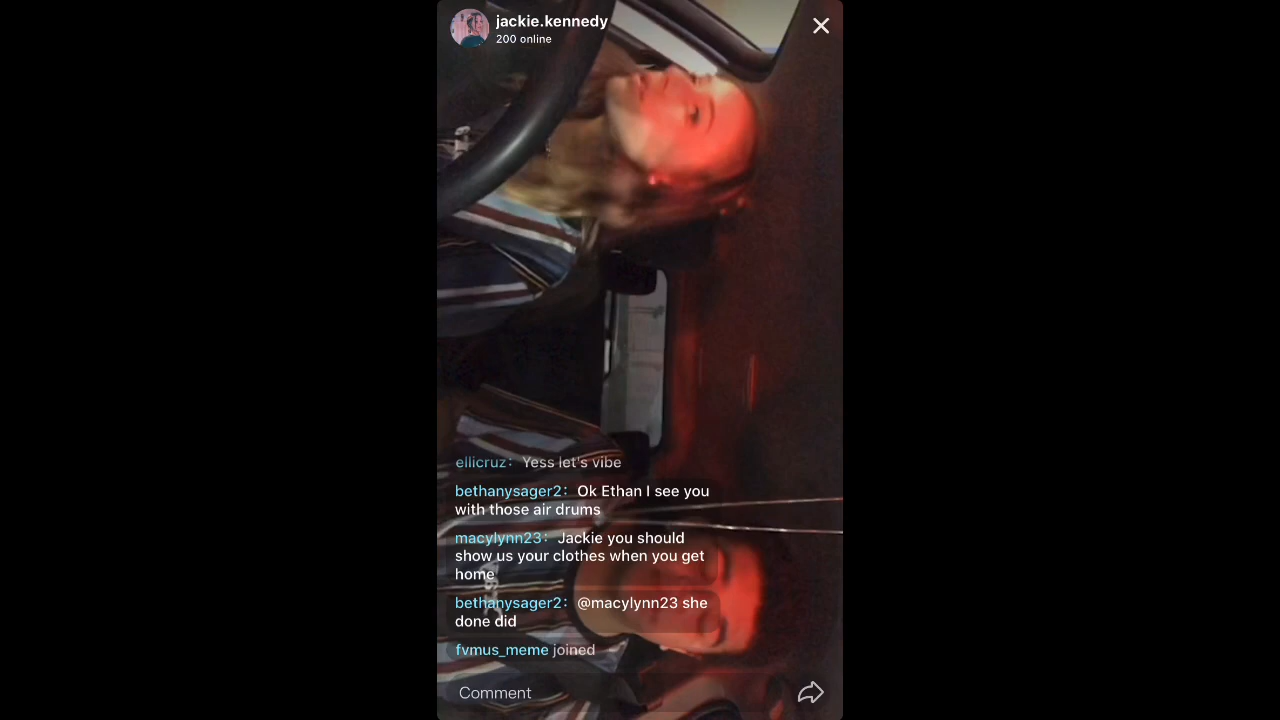 jackie.kennedy
200 online
ellicruz: Yess let's vibe
bethanysager2: Ok Ethan I see you
with those air drums
macylynn23: Jackie you should
show us your clothes when you get
home
bethanysager2: @macylynn23 she
done did
fvmus_meme joined
Comment